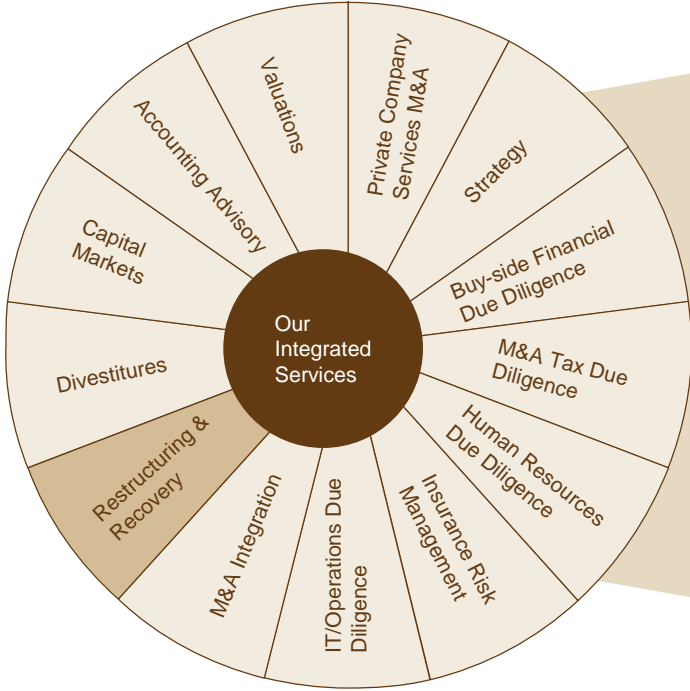 Our
Integrated
Services
Private Company
Services M&A
Strategy
Buy-side Financial
Due Diligence
M&A Tax Due
Diligence
Human Resources
Due Diligence
Insurance Risk
Management
IT/Operations Due
Diligence
M&A Integration
Restructuring &
Recovery
Divestitures
Capital
Markets
Accounting Advisory
Valuations